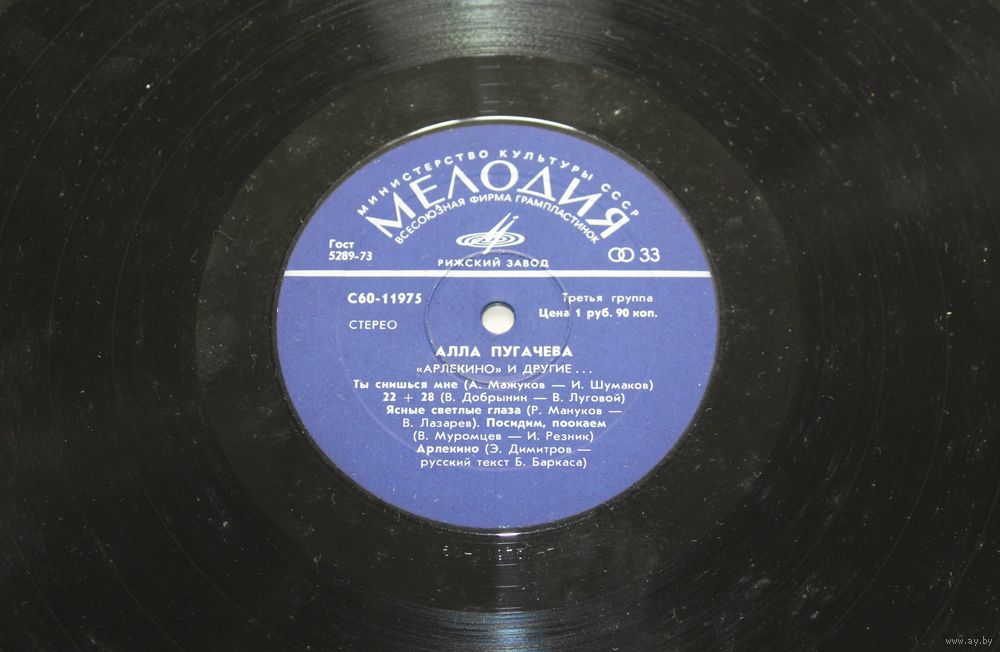 МИНИСТЕРСТВО КУЛЬТУРЫ СССР
МЕЛОДИЯ
ВСЕСОЮЗНАЯ ФИРМА ГРАМПЛАСТИНОК
Гост
5289-73
РИЖСКИЙ ЗАВОД
33
С60-11975
Третья группа
Цена 1 руб. 90 коп.
СТЕРЕО
АЛЛА ПУГАЧЕВА
«АРЛЕКИНО» И ДРУГИЕ...
Ты снишься мне (А. Мажуков — И. Шумаков)
22 + 28 (В. Добрынин — В. Луговой)
Ясные светлые глаза (Р. Мануков —
В. Лазарев). Посидим, поокаем
(В. Муромцев — И. Резник)
Арлекино (Э. Димитров —
русский текст Б. Баркаса)
www.ay.by